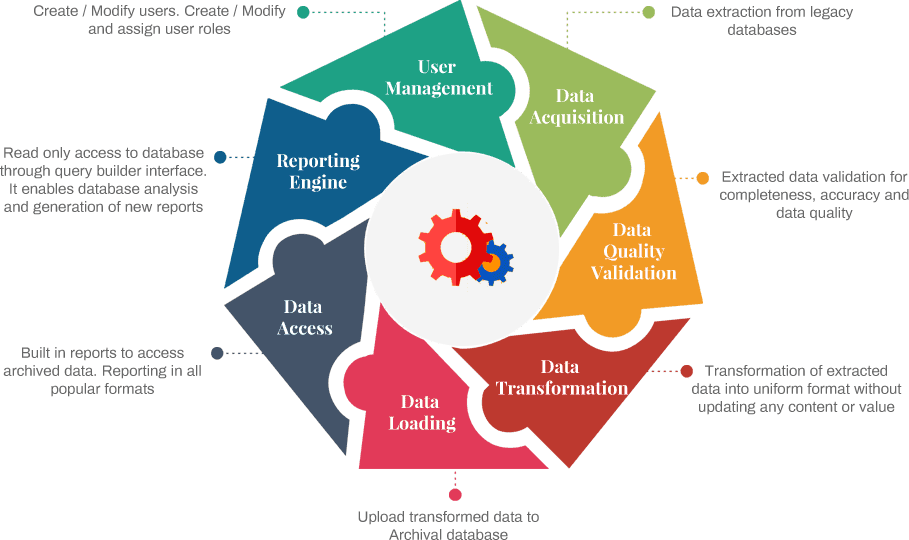 Create / Modify users. Create / Modify
and assign user roles
User
Management
Data extraction from legacy
databases
Data
Acquisition
Extracted data validation for
completeness, accuracy and
data quality
Data
Quality
Validation
Transformation of extracted
data into uniform format without
updating any content or value
Data
Transformation
Data
Loading
Upload transformed data to
Archival database
Data
Access
Built in reports to access
archived data. Reporting in all
popular formats
Reporting
Engine
Read only access to database
through query builder interface.
It enables database analysis
and generation of new reports